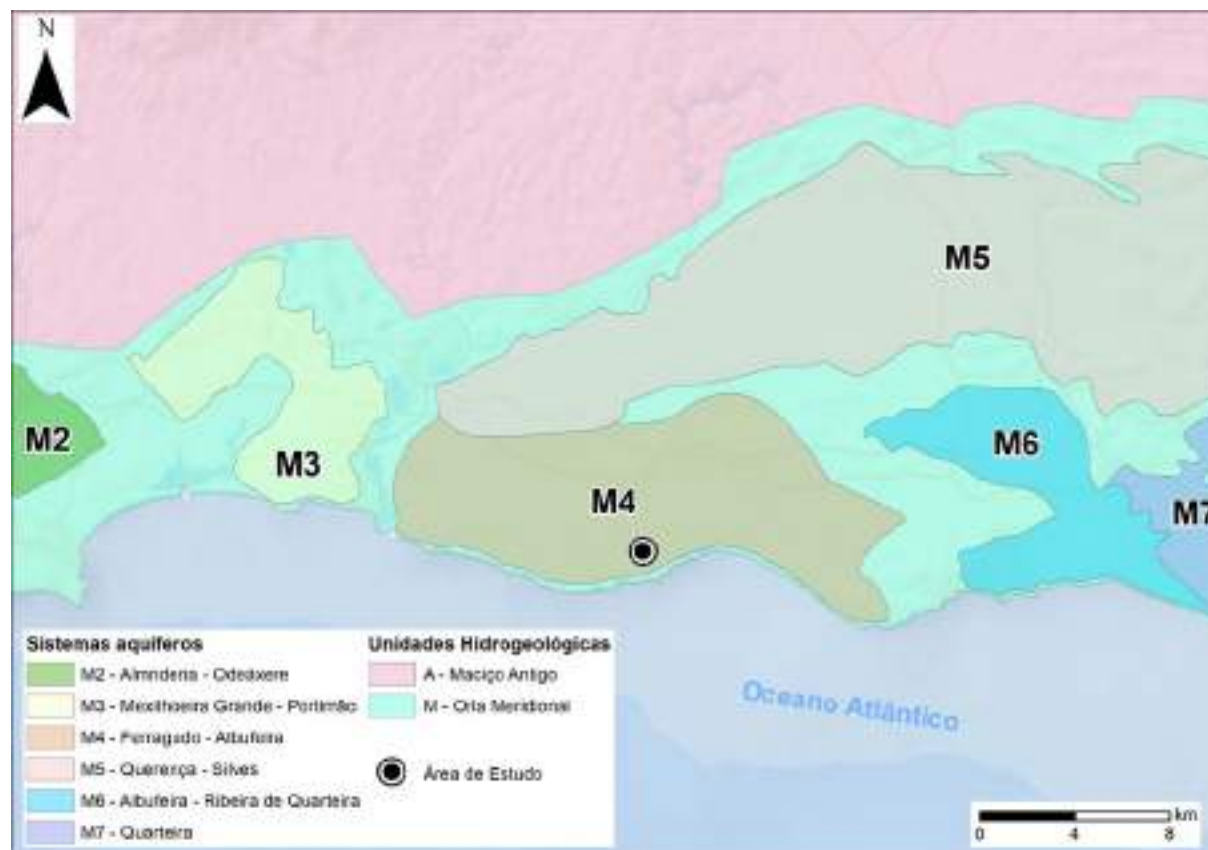 N
M5
M2
M3
M6
M4
M7
Oceano Atlântico
Sistemas aquíferos
M2 - Almádena - Odeáxere
M3 - Mexilhoeira Grande - Portimão
M4 - Ferragudo - Albufeira
M5 - Querença - Silves
M6 - Albufeira - Ribeira de Quarteira
M7 - Quarteira
Unidades Hidrogeológicas
A - Maciço Antigo
M - Orla Meridional
Área de Estudo
km
0 4 8